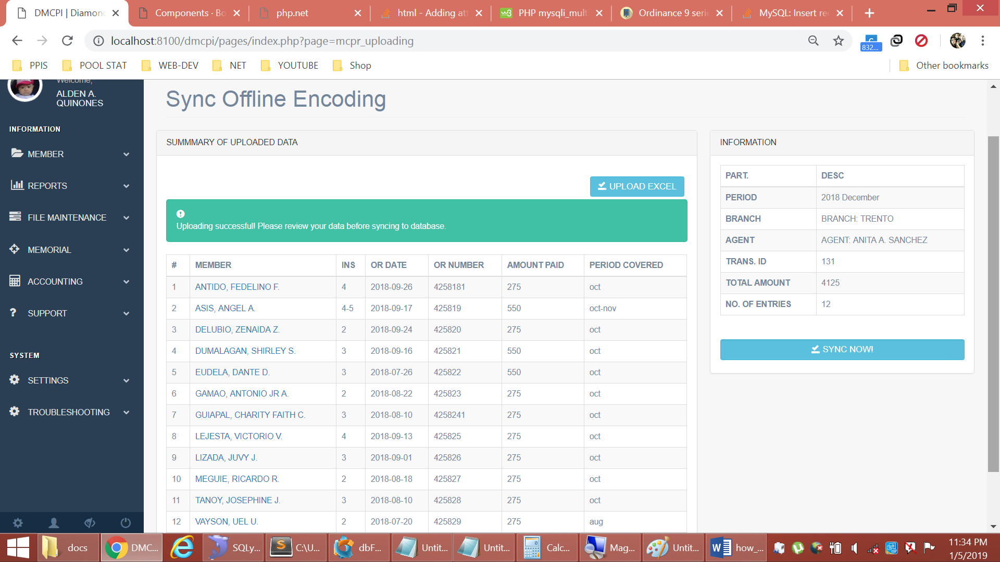 DMCPI | Diamon
Components · Bo
php.net
html - Adding att
PHP mysqli_mult
Ordinance 9 serie
MySQL: Insert re
localhost:8100/dmcpi/pages/index.php?page=mcpr_uploading
832...
PPIS
POOL STAT
WEB-DEV
NET
YOUTUBE
Shop
Other bookmarks
Welcome,
ALDEN A.
QUINONES
INFORMATION
MEMBER
REPORTS
FILE MAINTENANCE
MEMORIAL
ACCOUNTING
SUPPORT
SYSTEM
SETTINGS
TROUBLESHOOTING
Sync Offline Encoding
SUMMMARY OF UPLOADED DATA
UPLOAD EXCEL
Uploading successful! Please review your data before syncing to database.
# MEMBER INS OR DATE OR NUMBER AMOUNT PAID PERIOD COVERED
1 ANTIDO, FEDELINO F. 4 2018-09-26 4258181 275 oct
2 ASIS, ANGEL A. 4-5 2018-09-17 425819 550 oct-nov
3 DELUBIO, ZENAIDA Z. 2 2018-09-24 425820 275 oct
4 DUMALAGAN, SHIRLEY S. 3 2018-09-16 425821 550 oct
5 EUDELA, DANTE D. 3 2018-07-26 425822 550 oct
6 GAMAO, ANTONIO JR A. 2 2018-08-22 425823 275 oct
7 GUIAPAL, CHARITY FAITH C. 3 2018-08-10 4258241 275 oct
8 LEJESTA, VICTORIO V. 4 2018-09-13 425825 275 oct
9 LIZADA, JUVY J. 3 2018-09-01 425826 275 oct
10 MEGUIE, RICARDO R. 2 2018-08-18 425827 275 oct
11 TANOY, JOSEPHINE J. 3 2018-08-10 425828 275 oct
12 VAYSON, UEL U. 2 2018-07-20 425829 275 aug
INFORMATION
PART. DESC
PERIOD 2018 December
BRANCH BRANCH: TRENTO
AGENT AGENT: ANITA A. SANCHEZ
TRANS. ID 131
TOTAL AMOUNT 4125
NO. OF ENTRIES 12
SYNC NOW!
docs
DMC...
SQLy...
C:\U...
dbF...
Untit...
Untit...
Calc...
Mag...
Untit...
how_...
11:34 PM
1/5/2019